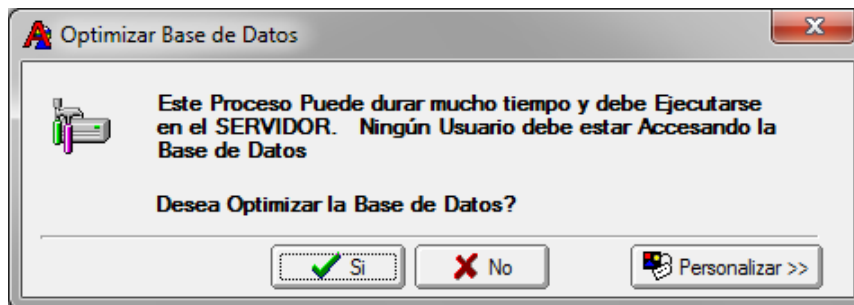 Optimizar Base de Datos
Este Proceso Puede durar mucho tiempo y debe Ejecutarse
en el SERVIDOR.   Ningún Usuario debe estar Accesando la
Base de Datos
Desea Optimizar la Base de Datos?
Si
No
Personalizar >>